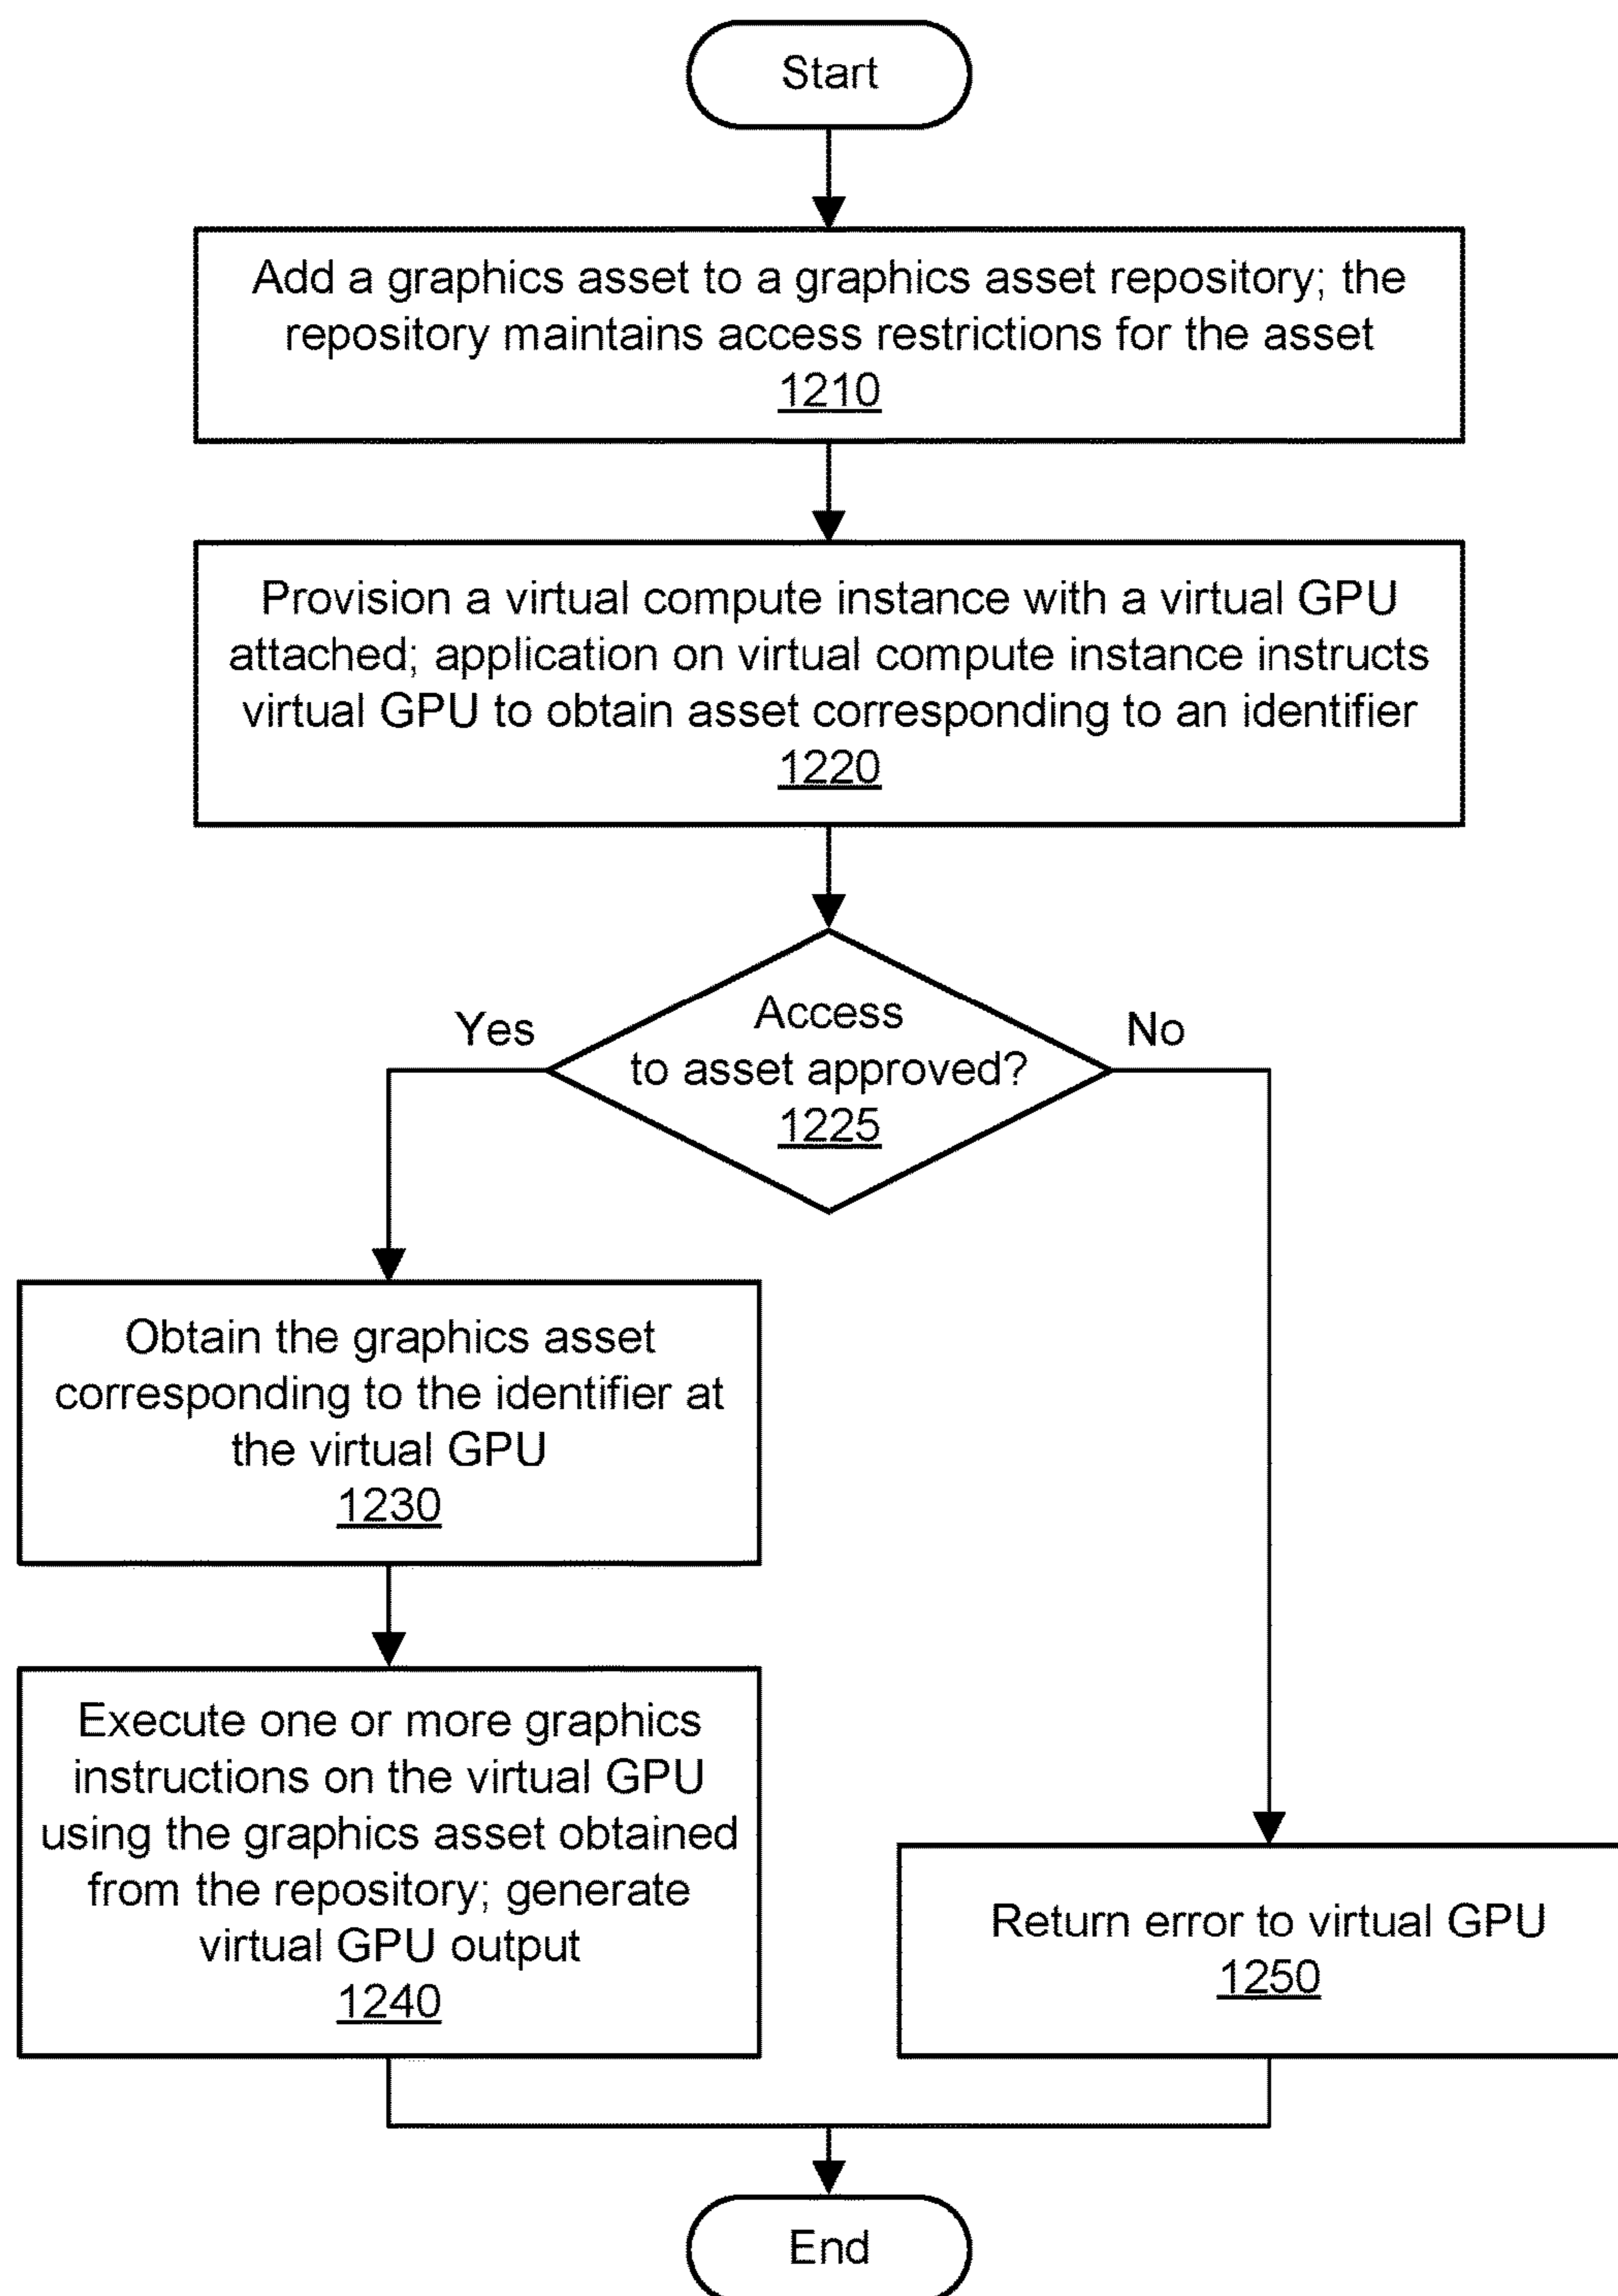 Start
Add a graphics asset to a graphics asset repository; the
repository maintains access restrictions for the asset
1210
Provision a virtual compute instance with a virtual GPU
attached; application on virtual compute instance instructs
virtual GPU to obtain asset corresponding to an identifier
1220
Access
to asset approved?
1225
Yes
No
Obtain the graphics asset
corresponding to the identifier at
the virtual GPU
1230
Execute one or more graphics
instructions on the virtual GPU
using the graphics asset obtained
from the repository; generate
virtual GPU output
1240
Return error to virtual GPU
1250
End